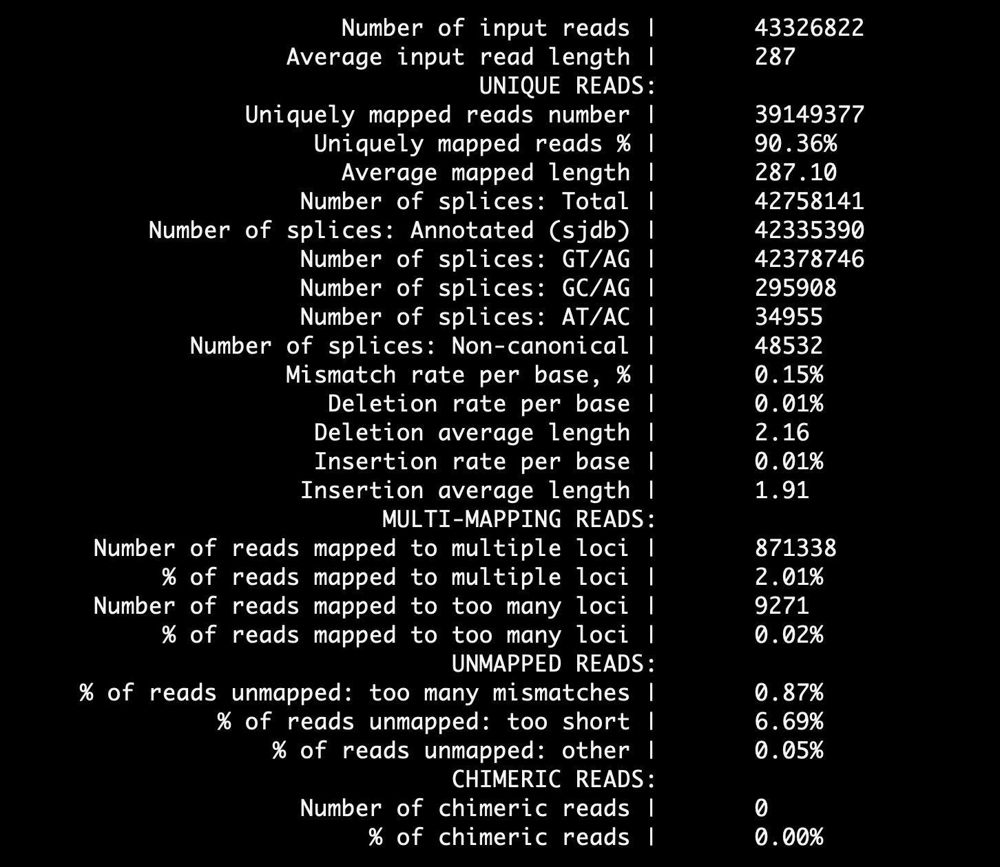 Number of input reads | 43326822
Average input read length | 287
UNIQUE READS:
Uniquely mapped reads number | 39149377
Uniquely mapped reads % | 90.36%
Average mapped length | 287.10
Number of splices: Total | 42758141
Number of splices: Annotated (sjdb) | 42335390
Number of splices: GT/AG | 42378746
Number of splices: GC/AG | 295908
Number of splices: AT/AC | 34955
Number of splices: Non-canonical | 48532
Mismatch rate per base, % | 0.15%
Deletion rate per base | 0.01%
Deletion average length | 2.16
Insertion rate per base | 0.01%
Insertion average length | 1.91
MULTI-MAPPING READS:
Number of reads mapped to multiple loci | 871338
% of reads mapped to multiple loci | 2.01%
Number of reads mapped to too many loci | 9271
% of reads mapped to too many loci | 0.02%
UNMAPPED READS:
% of reads unmapped: too many mismatches | 0.87%
% of reads unmapped: too short | 6.69%
% of reads unmapped: other | 0.05%
CHIMERIC READS:
Number of chimeric reads | 0
% of chimeric reads | 0.00%